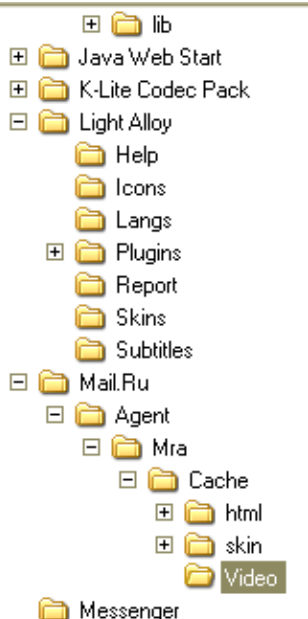 lib
Java Web Start
K-Lite Codec Pack
Light Alloy
Help
Icons
Langs
Plugins
Report
Skins
Subtitles
Mail.Ru
Agent
Mra
Cache
html
skin
Video
Messenger